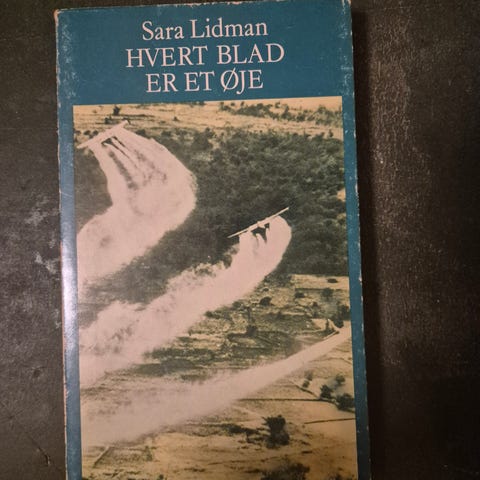 Sara Lidman
HVERT BLAD
ER ET ØJE